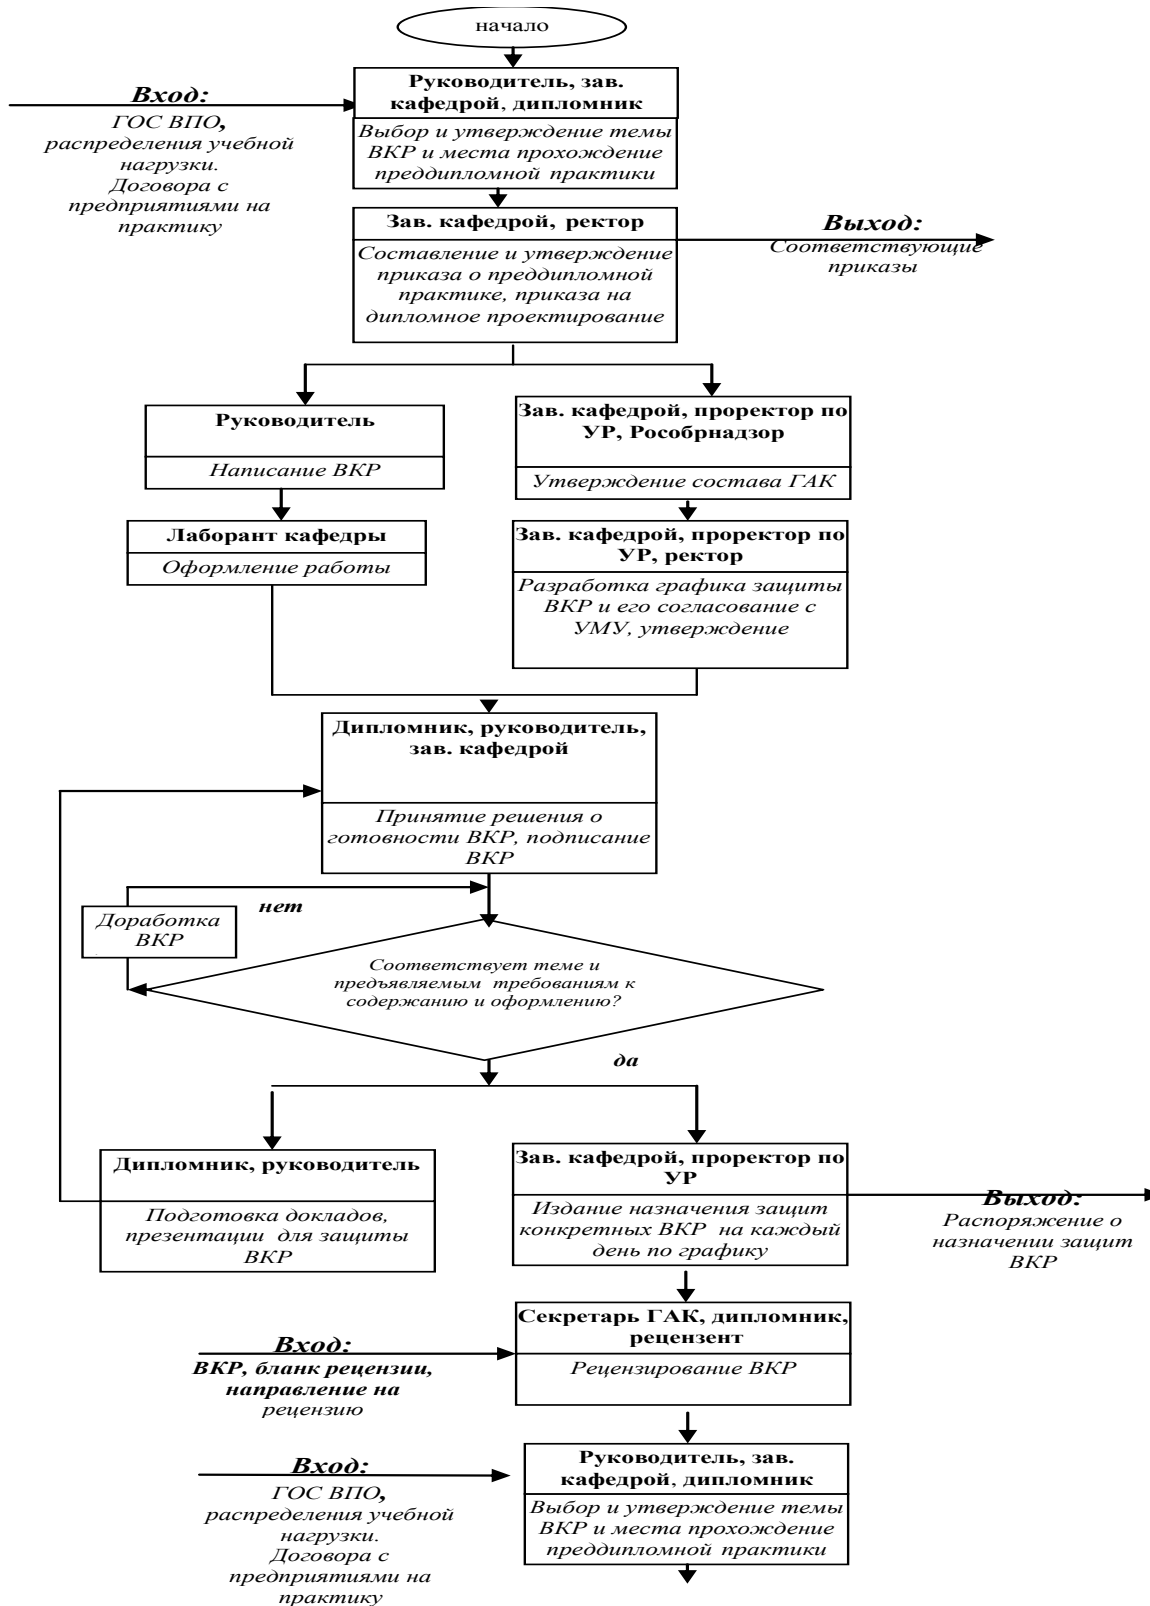 начало
Руководитель, зав.
кафедрой, дипломник
Выбор и утверждение темы
ВКР и места прохождение
преддипломной практики
Вход:
ГОС ВПО,
распределения учебной
нагрузки.
Договора с
предприятиями на
практику
Зав. кафедрой, ректор
Составление и утверждение
приказа о преддипломной
практике, приказа на
дипломное проектирование
Выход:
Соответствующие
приказы
Руководитель
Написание ВКР
Зав. кафедрой, проректор по
УР, Рособрнадзор
Утверждение состава ГАК
Лаборант кафедры
Оформление работы
Зав. кафедрой, проректор по
УР, ректор
Разработка графика защиты
ВКР и его согласование с
УМУ, утверждение
Дипломник, руководитель,
зав. кафедрой
Принятие решения о
готовности ВКР, подписание
ВКР
нет
Доработка
ВКР
Соответствует теме и
предъявляемым требованиям к
содержанию и оформлению?
да
Дипломник, руководитель
Подготовка докладов,
презентации для защиты
ВКР
Зав. кафедрой, проректор по
УР
Издание назначения защит
конкретных ВКР на каждый
день по графику
Выход:
Распоряжение о
назначении защит
ВКР
Секретарь ГАК, дипломник,
рецензент
Рецензирование ВКР
Вход:
ВКР, бланк рецензии,
направление на
рецензию
Руководитель, зав.
кафедрой, дипломник
Выбор и утверждение темы
ВКР и места прохождение
преддипломной практики
Вход:
ГОС ВПО,
распределения учебной
нагрузки.
Договора с
предприятиями на
практику